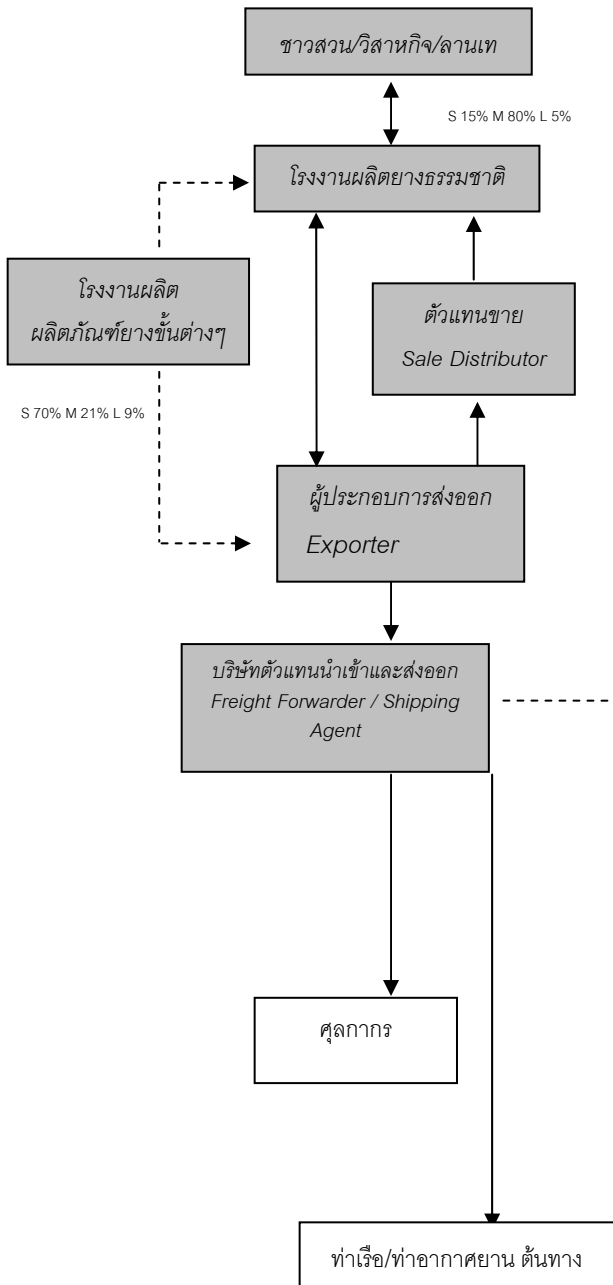 ชาวสวน/วิสาหกิจ/ลานเท
S 15% M 80% L 5%
โรงงานผลิตยางธรรมชาติ
โรงงานผลิต
ผลิตภัณฑ์ยางขั้นต่างๆ
ตัวแทนขาย
Sale Distributor
S 70% M 21% L 9%
ผู้ประกอบการส่งออก
Exporter
บริษัทตัวแทนนำเข้าและส่งออก
Freight Forwarder / Shipping
Agent
ศุลกากร
ท่าเรือ/ท่าอากาศยาน ต้นทาง